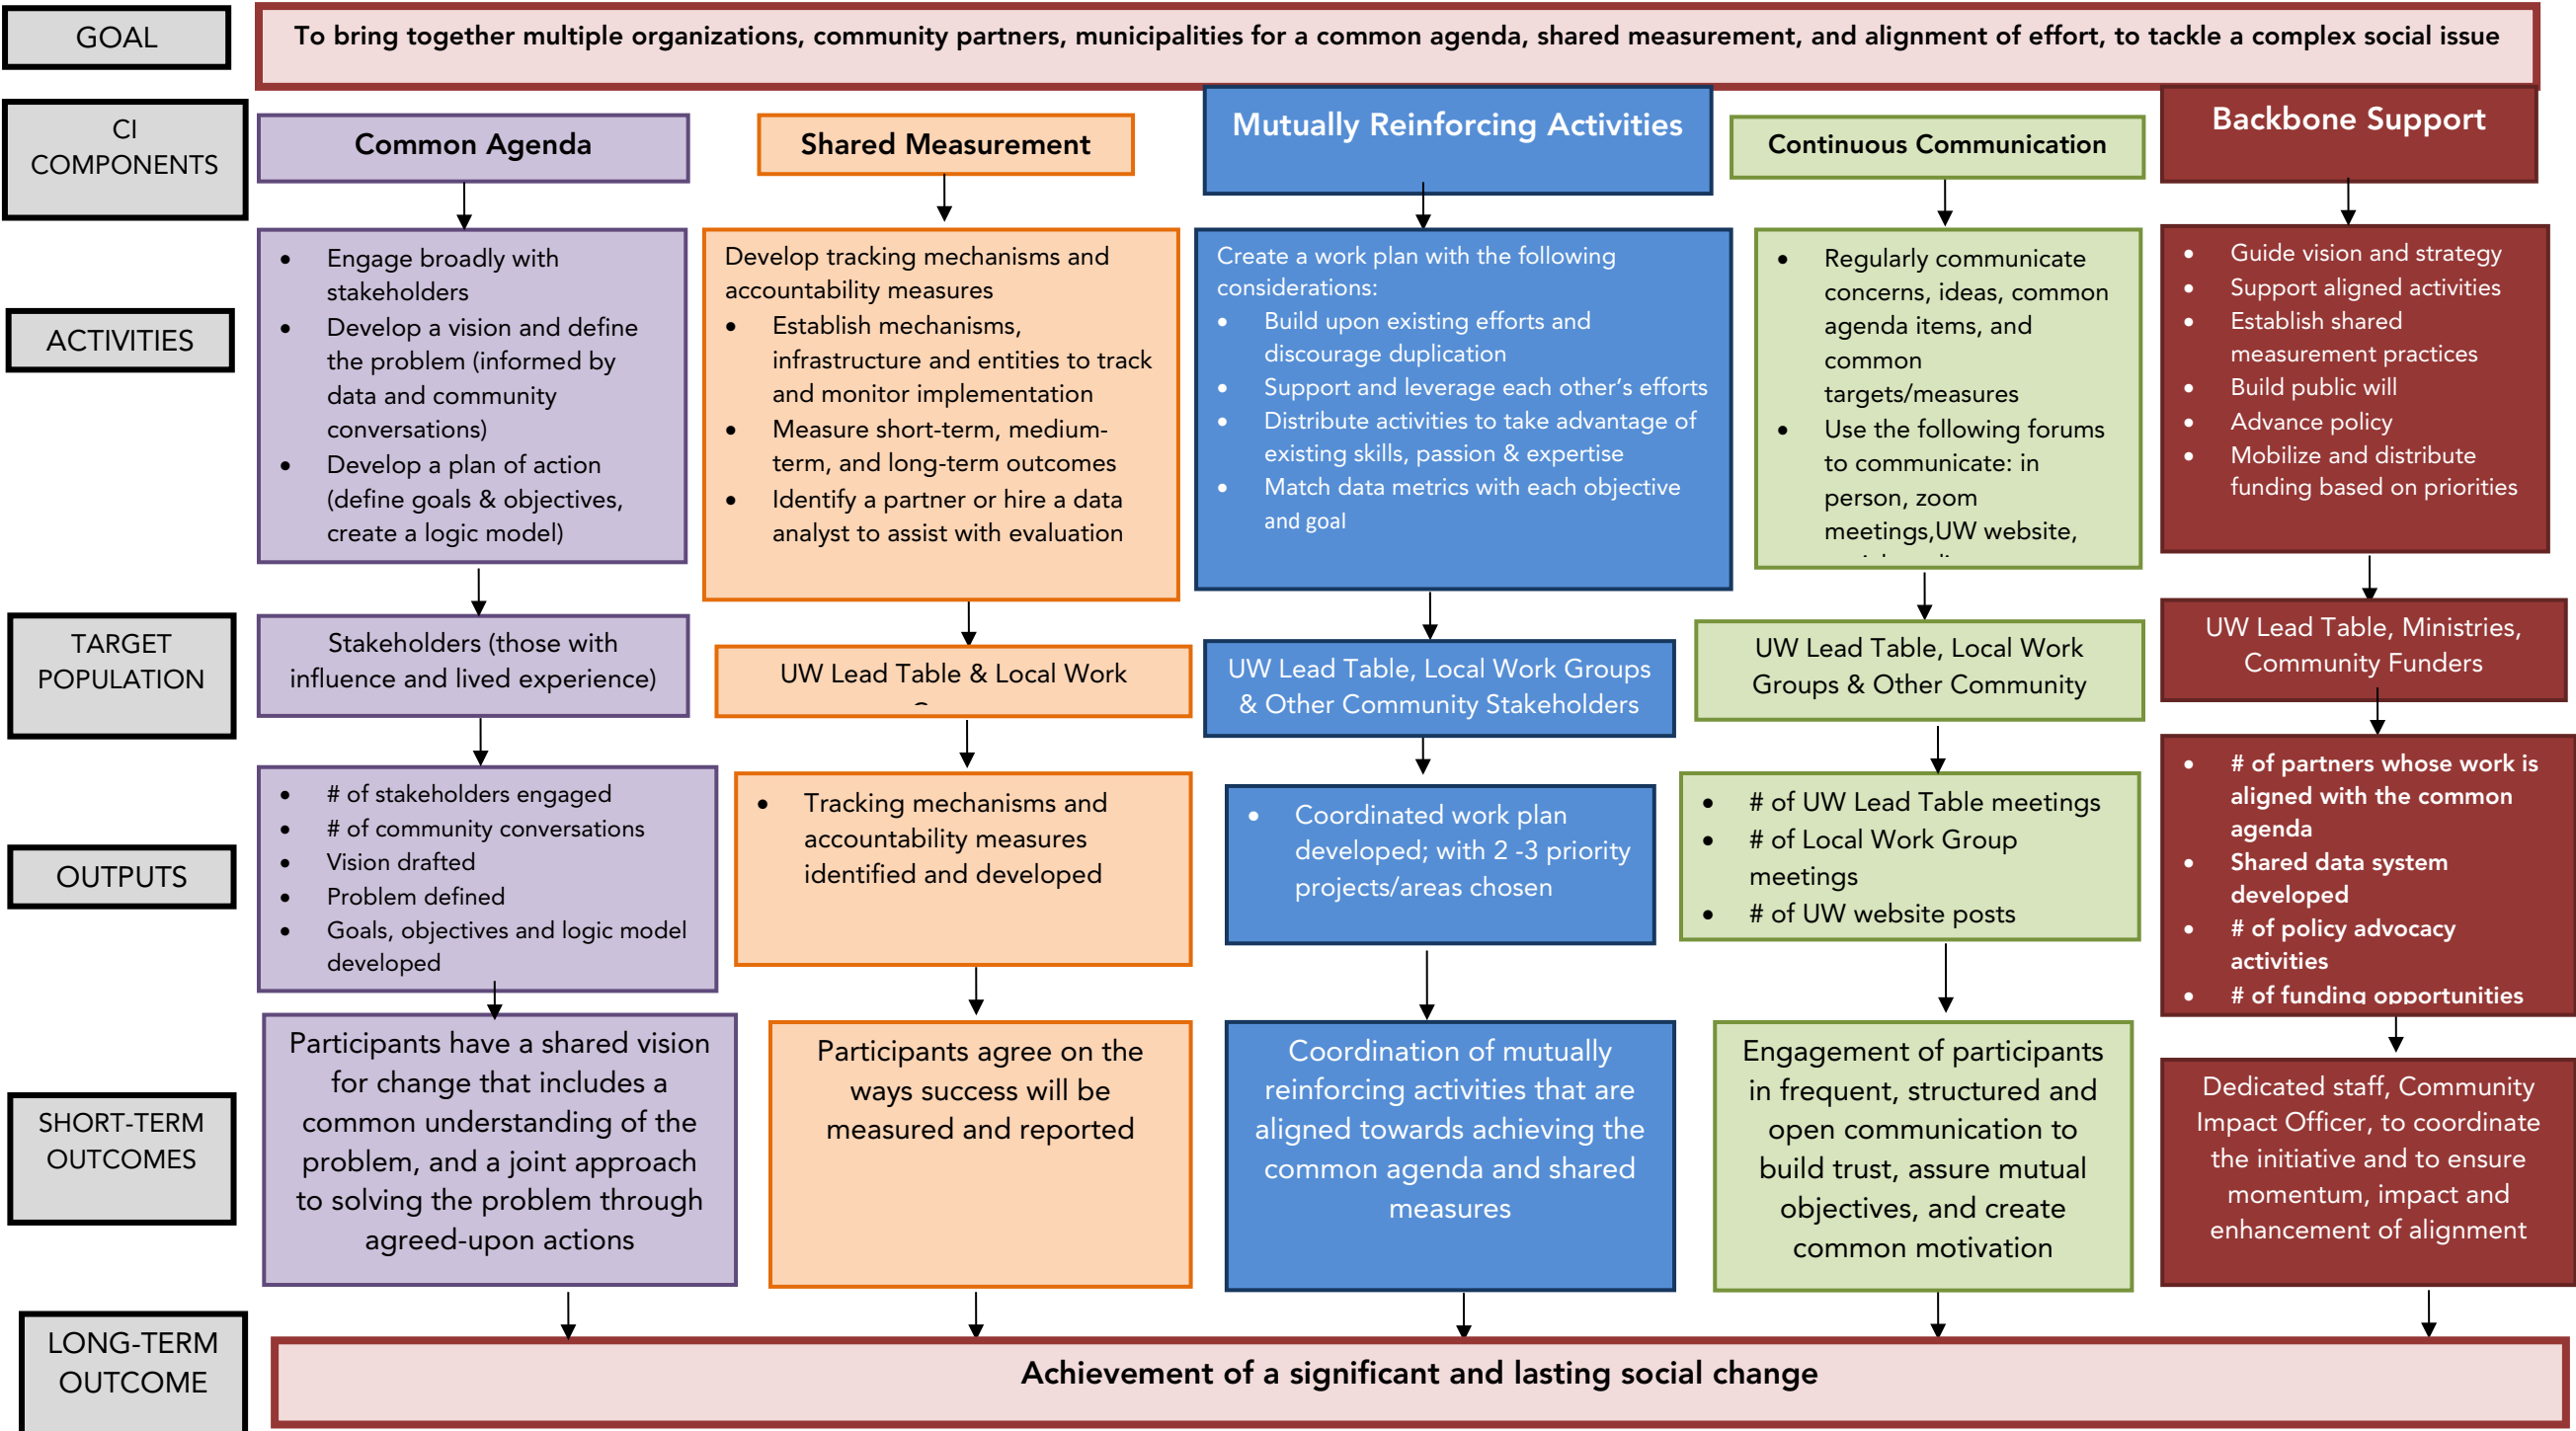 GOAL
To bring together multiple organizations, community partners, municipalities for a common agenda, shared measurement, and alignment of effort, to tackle a complex social issue
CI
COMPONENTS
Common Agenda
Shared Measurement
Mutually Reinforcing Activities
Continuous Communication
Backbone Support
ACTIVITIES
• Engage broadly with
stakeholders
• Develop a vision and define
the problem (informed by
data and community
conversations)
• Develop a plan of action
(define goals & objectives,
create a logic model)
Develop tracking mechanisms and
accountability measures
• Establish mechanisms,
infrastructure and entities to track
and monitor implementation
• Measure short-term, medium-
term, and long-term outcomes
• Identify a partner or hire a data
analyst to assist with evaluation
Create a work plan with the following
considerations:
• Build upon existing efforts and
discourage duplication
• Support and leverage each other’s efforts
• Distribute activities to take advantage of
existing skills, passion & expertise
• Match data metrics with each objective
and goal
• Regularly communicate
concerns, ideas, common
agenda items, and
common
targets/measures
• Use the following forums
to communicate: in
person, zoom
meetings,UW website,
• Guide vision and strategy
• Support aligned activities
• Establish shared
measurement practices
• Build public will
• Advance policy
• Mobilize and distribute
funding based on priorities
TARGET
POPULATION
Stakeholders (those with
influence and lived experience)
UW Lead Table & Local Work
UW Lead Table, Local Work Groups
& Other Community Stakeholders
UW Lead Table, Local Work
Groups & Other Community
UW Lead Table, Ministries,
Community Funders
OUTPUTS
• # of stakeholders engaged
• # of community conversations
• Vision drafted
• Problem defined
• Goals, objectives and logic model
developed
• Tracking mechanisms and
accountability measures
identified and developed
• Coordinated work plan
developed; with 2 -3 priority
projects/areas chosen
• # of UW Lead Table meetings
• # of Local Work Group
meetings
• # of UW website posts
• # of partners whose work is
aligned with the common
agenda
• Shared data system
developed
• # of policy advocacy
activities
• # of funding opportunities
SHORT-TERM
OUTCOMES
Participants have a shared vision
for change that includes a
common understanding of the
problem, and a joint approach
to solving the problem through
agreed-upon actions
Participants agree on the
ways success will be
measured and reported
Coordination of mutually
reinforcing activities that are
aligned towards achieving the
common agenda and shared
measures
Engagement of participants
in frequent, structured and
open communication to
build trust, assure mutual
objectives, and create
common motivation
Dedicated staff, Community
Impact Officer, to coordinate
the initiative and to ensure
momentum, impact and
enhancement of alignment
LONG-TERM
OUTCOME
Achievement of a significant and lasting social change